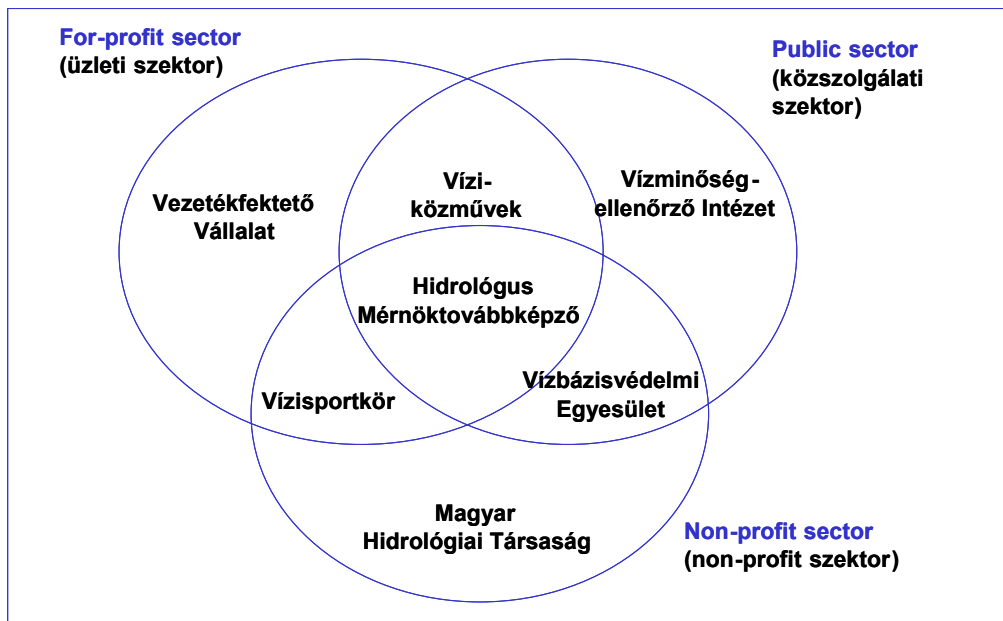 For-profit sector
(üzleti szektor)
Public sector
(közszolgálati
szektor)
Vezetékfektető
Vállalat
Vízi-
közművek
Vízminőség-
ellenőrző Intézet
Hidrológus
Mérnöktovábbképző
Vízisportkör
Vízbázisvédelmi
Egyesület
Magyar
Hidrológiai Társaság
Non-profit sector
(non-profit szektor)